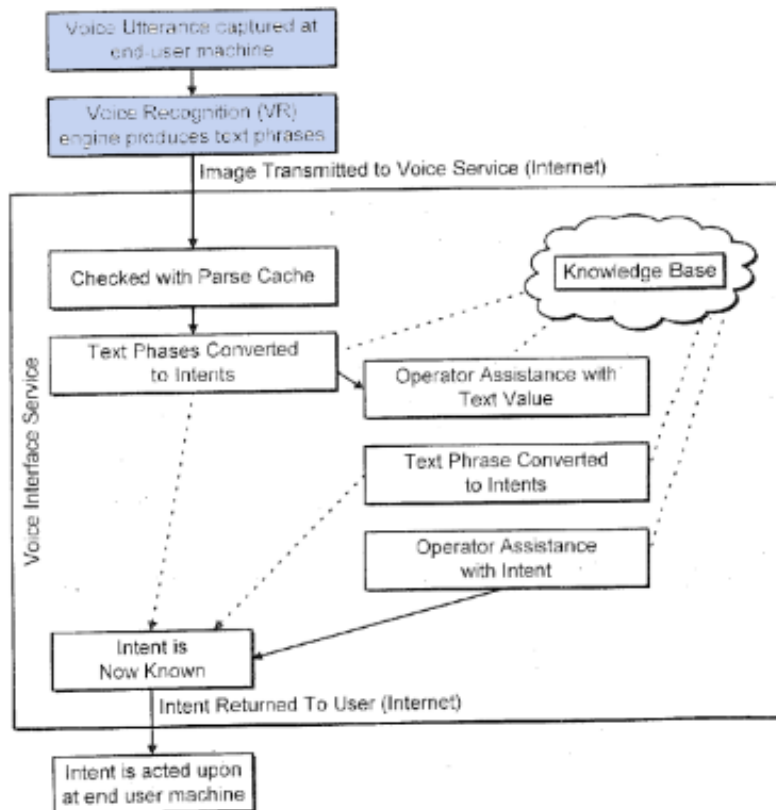 Voice Utterance captured at
end-user machine
Voice Recognition (VR)
engine produces text phrases
Image Transmitted to Voice Service (Internet)
Checked with Parse Cache
Knowledge Base
Text Phases Converted
to Intents
Operator Assistance with
Text Value
Voice Interface Service
Text Phrase Converted
to Intents
Operator Assistance
with Intent
Intent is
Now Known
Intent Returned To User (Internet)
Intent is acted upon
at end user machine